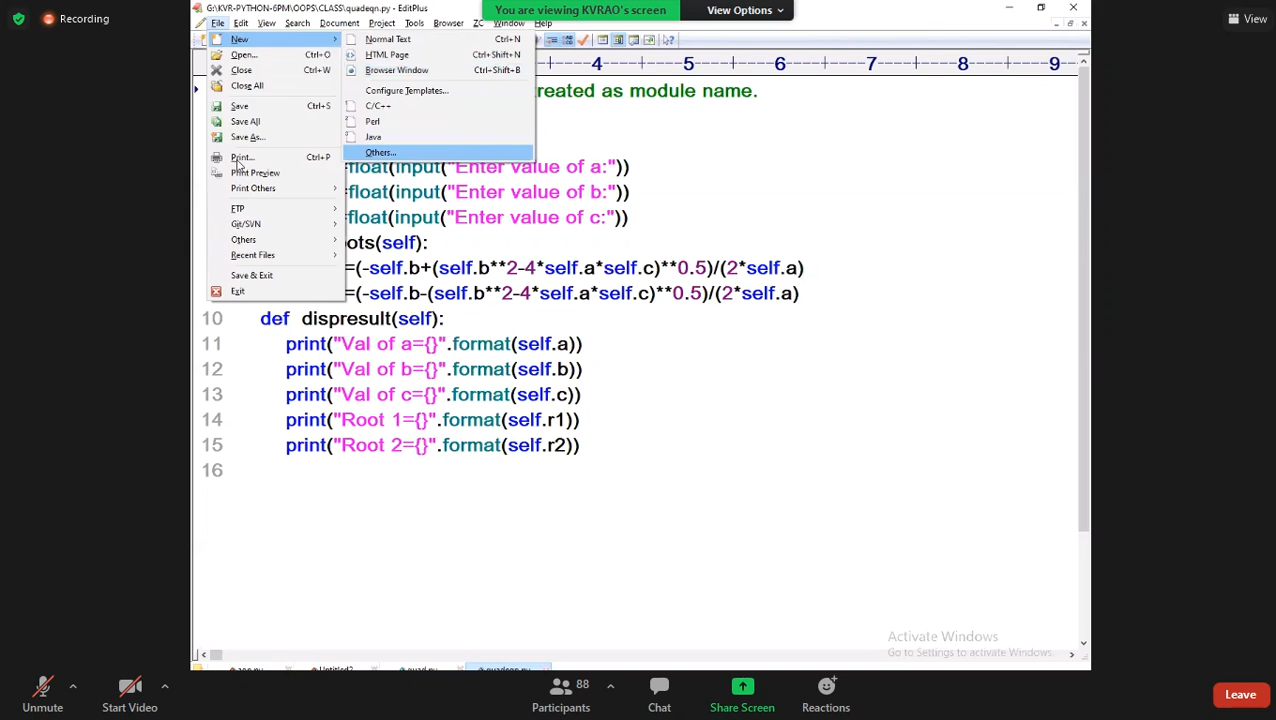 Recording
G:\KVR-PYTHON-6PM\OOPS\CLASS\quadeqn.py - EditPlus
You are viewing KVRAO's screen
View Options
View
File Edit View Search Document Project Tools Browser ZC Window Help
New
Open... Ctrl+O
Close Ctrl+W
Close All
Save Ctrl+S
Save All
Save As...
Print... Ctrl+P
Print Preview
Print Others
FTP
Git/SVN
Others
Recent Files
Save & Exit
Exit
Normal Text Ctrl+N
HTML Page Ctrl+Shift+N
Browser Window Ctrl+Shift+B
Configure Templates...
C/C++
Perl
Java
Others...
4 5 6 7 8 9
treated as module name.
=float(input("Enter value of a:"))
=float(input("Enter value of b:"))
=float(input("Enter value of c:"))
oots(self):
=(-self.b+(self.b**2-4*self.a*self.c)**0.5)/(2*self.a)
=(-self.b-(self.b**2-4*self.a*self.c)**0.5)/(2*self.a)
10 def dispresult(self):
11 print("Val of a={}".format(self.a))
12 print("Val of b={}".format(self.b))
13 print("Val of c={}".format(self.c))
14 print("Root 1={}".format(self.r1))
15 print("Root 2={}".format(self.r2))
16
Activate Windows
Go to Settings to activate Windows.
Unmute
Start Video
88
Participants
Chat
Share Screen
Reactions
Leave